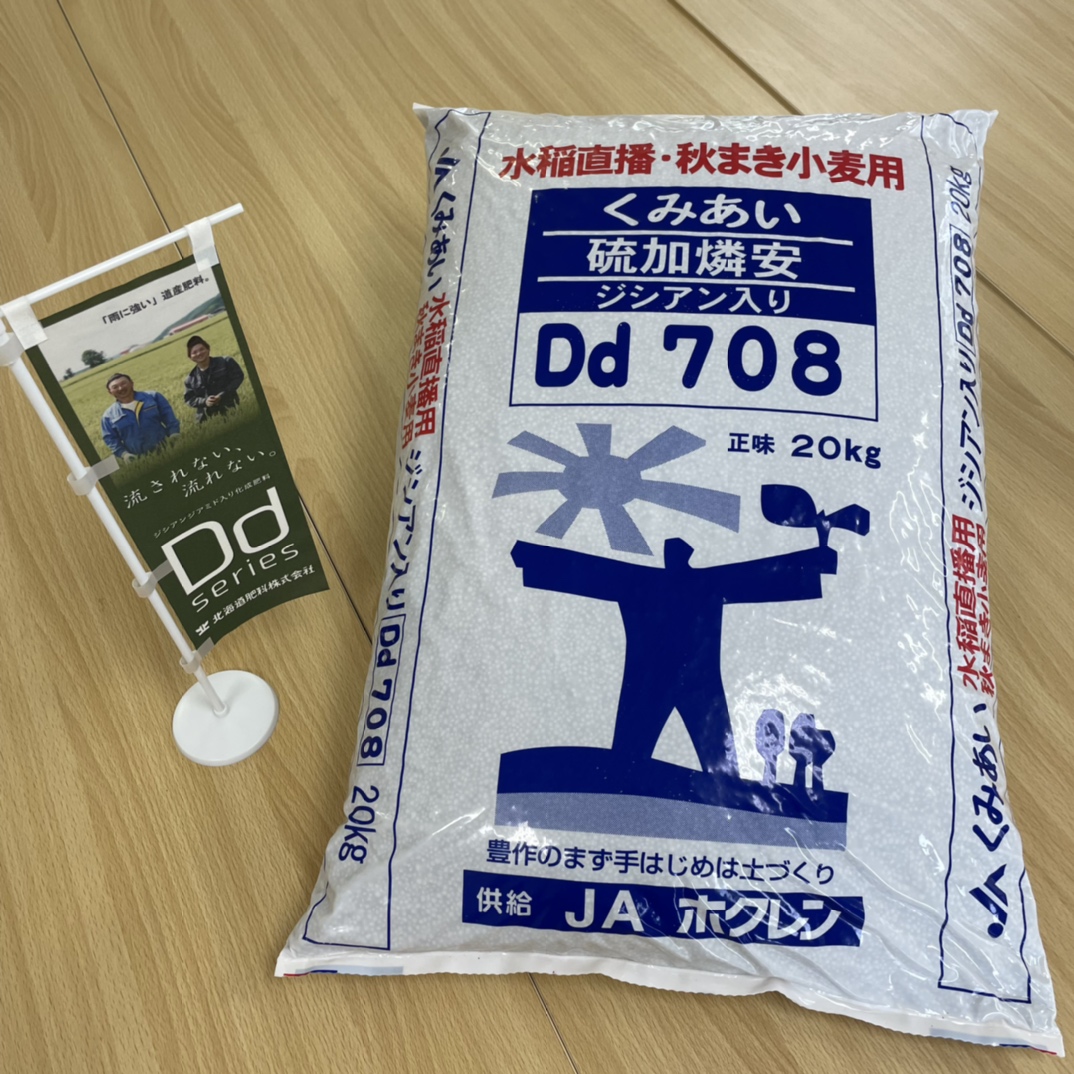 「雨に強い」道産肥料。
流されない、
流れない。
ジシアンジアミド入り化成肥料
Dd
series
北海道肥料株式会社
水稲直播・秋まき小麦用
くみあい
硫加燐安
ジシアン入り
Dd 708
正味 20kg
豊作のまず手はじめは土づくり
供給 JA ホクレン
JA くみあい 水稲直播用 秋まき小麦用 ジシアン入り Dd 708 20kg
JA くみあい 水稲直播用 秋まき小麦用 ジシアン入り Dd 708 20kg